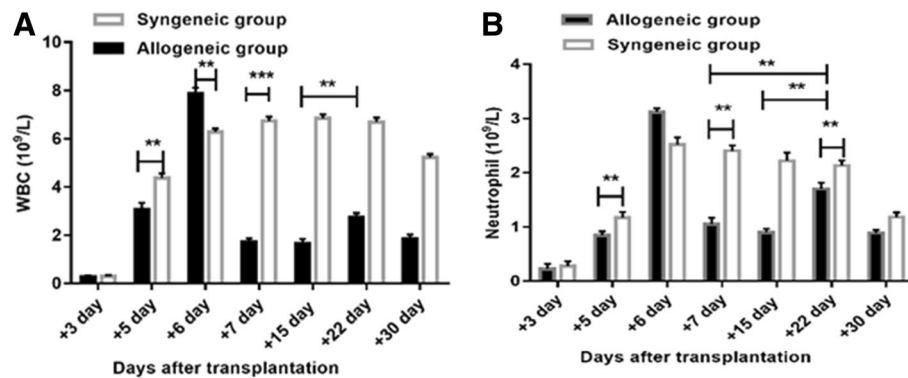 A
Syngeneic group
Allogeneic group
WBC (10⁹/L)
10
8
6
4
2
0
**
**
***
**
+3 day
+5 day
+6 day
+7 day
+15 day
+22 day
+30 day
Days after transplantation
B
Allogeneic group
Syngeneic group
Neutrophil (10⁹/L)
4
3
2
1
0
**
**
**
**
**
+3 day
+5 day
+6 day
+7 day
+15 day
+22 day
+30 day
Days after transplantation